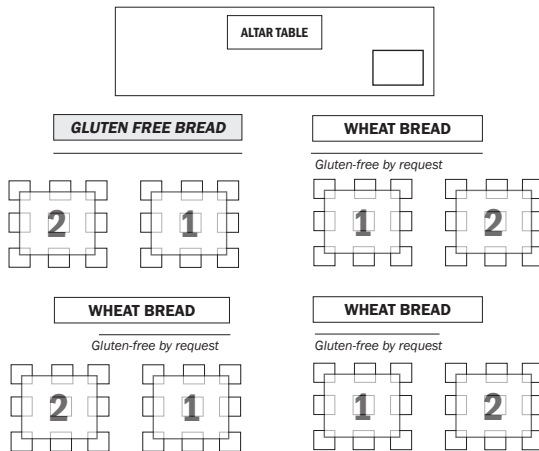 ALTAR TABLE
GLUTEN FREE BREAD
WHEAT BREAD
Gluten-free by request
2
1
1
2
WHEAT BREAD
WHEAT BREAD
Gluten-free by request
Gluten-free by request
2
1
1
2